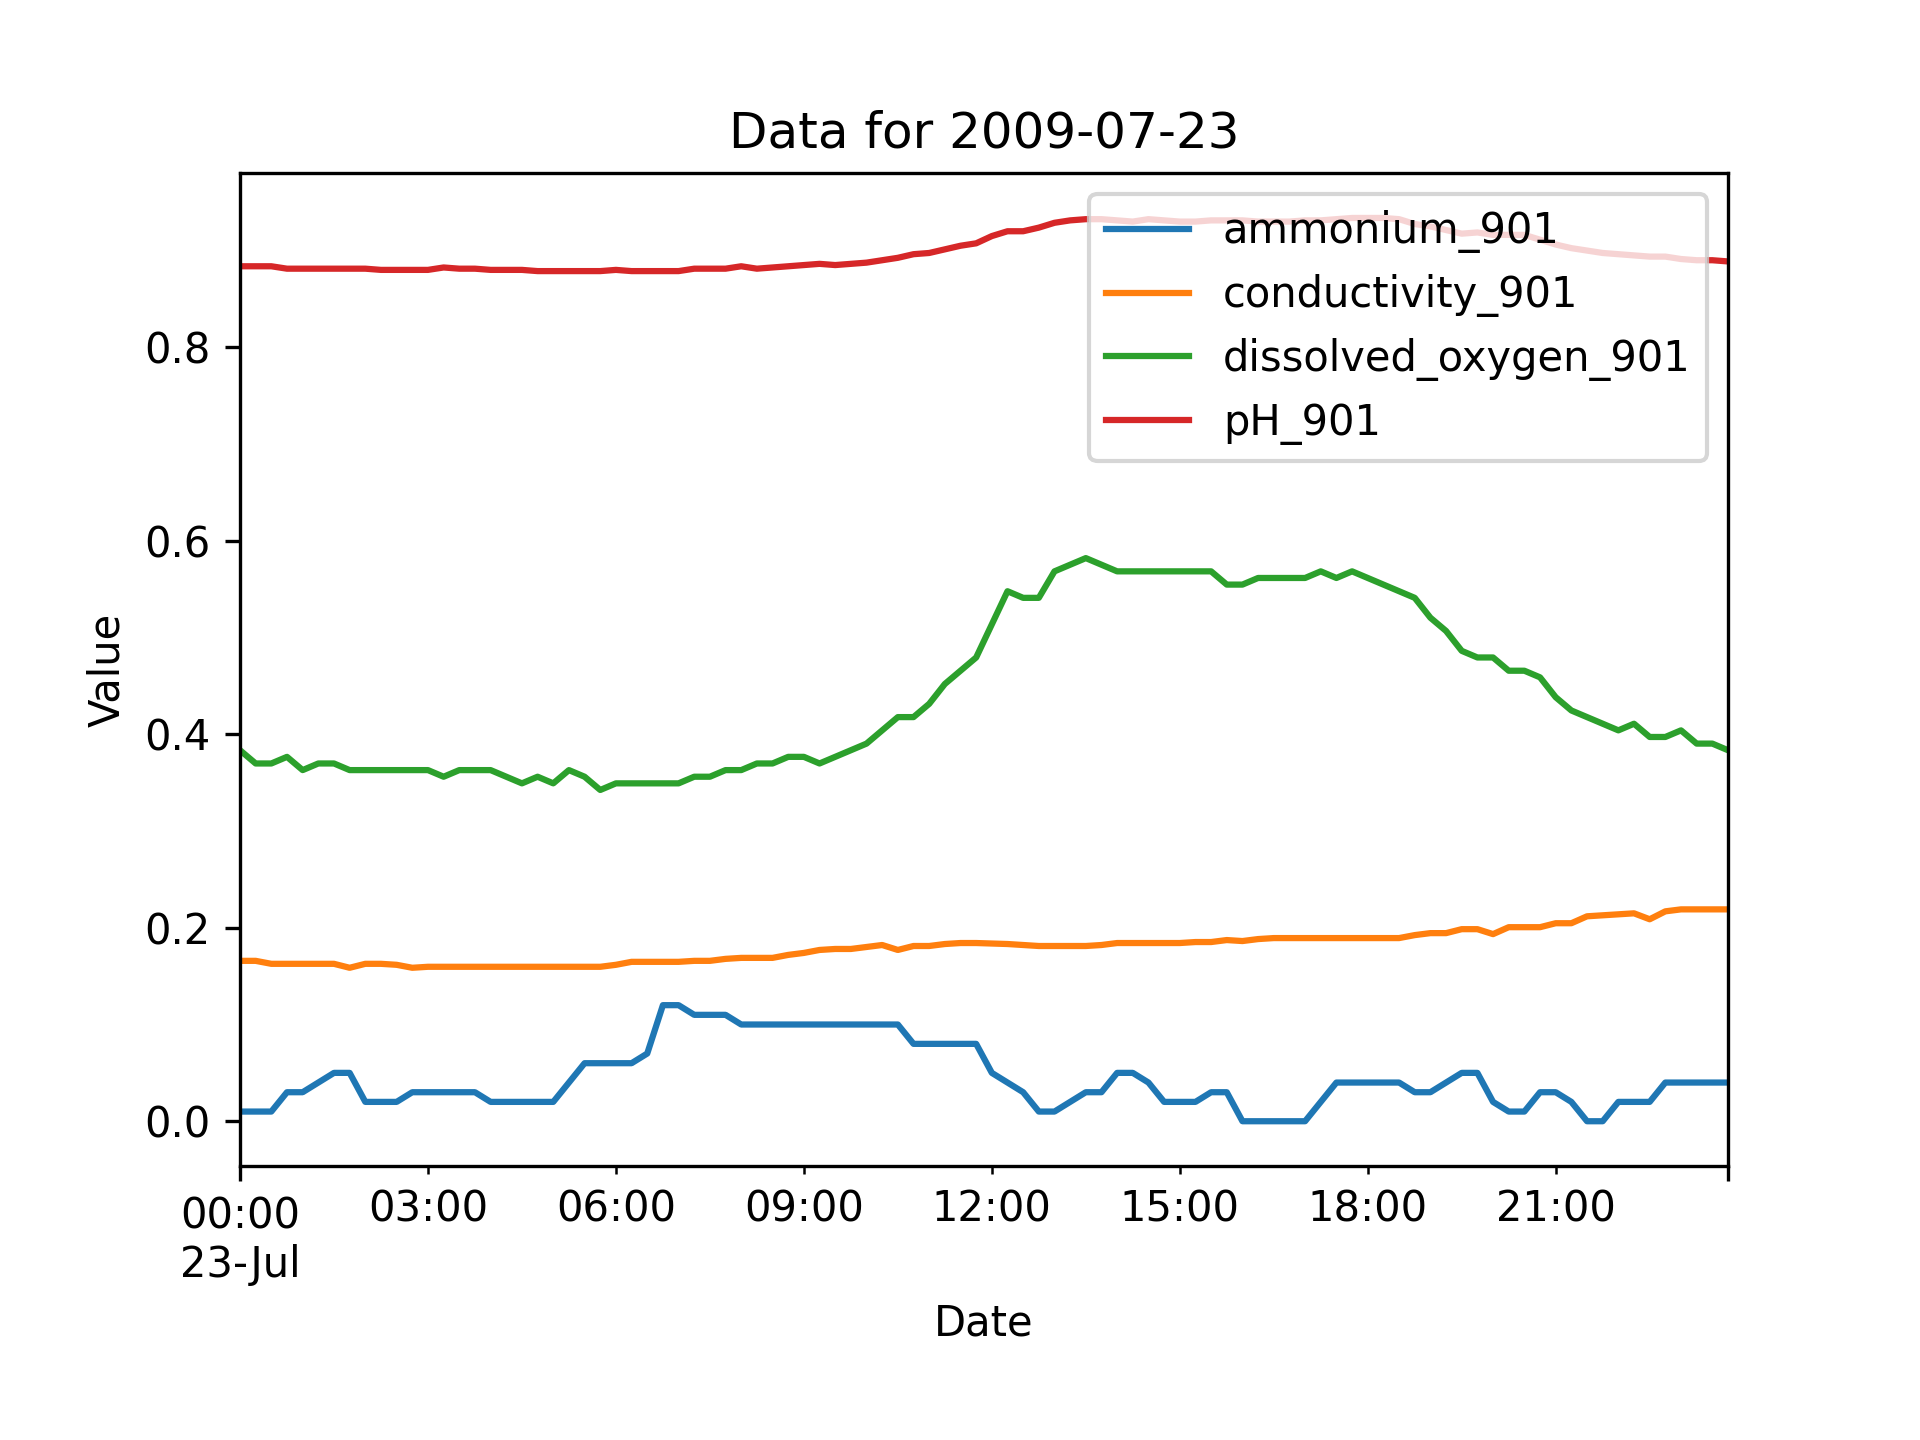 Data for 2009-07-23
ammonium_901
conductivity_901
dissolved_oxygen_901
pH_901
Value
0.8
0.6
0.4
0.2
0.0
00:00 03:00 06:00 09:00 12:00 15:00 18:00 21:00
23-Jul
Date